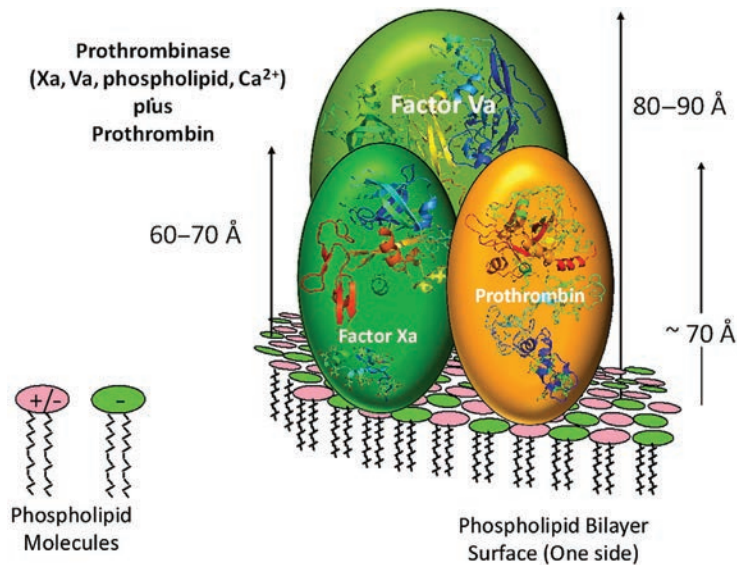 Prothrombinase
(Xa, Va, phospholipid, Ca²⁺)
plus
Prothrombin
Factor Va
80–90 Å
60–70 Å
Prothrombin
Factor Xa
~ 70 Å
+/-
-
Phospholipid
Molecules
Phospholipid Bilayer
Surface (One side)